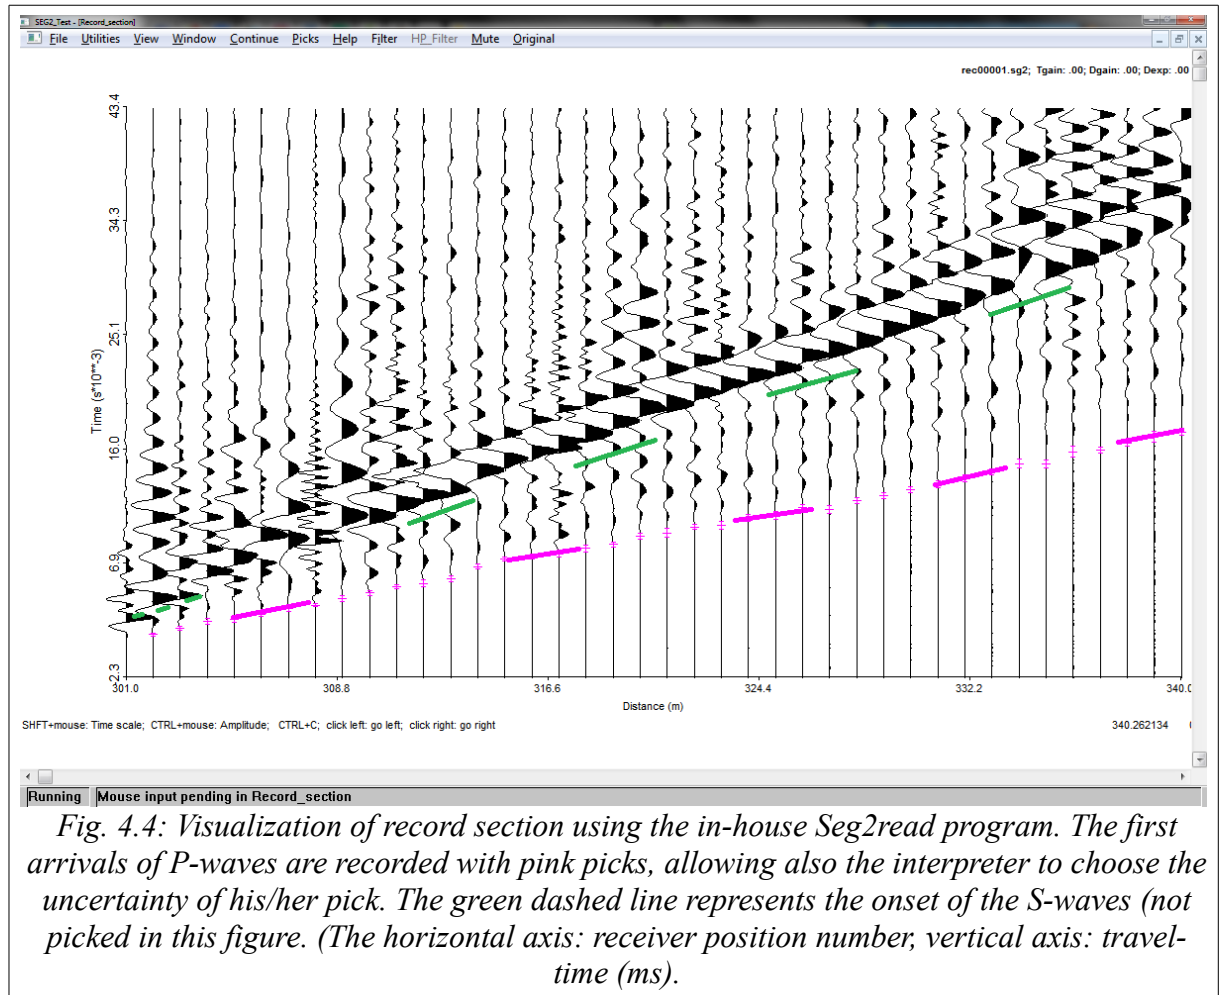 SEG2_Test - [Record_section]
File Utilities View Window Continue Picks Help Filter HP_Filter Mute Original
rec00001.sg2; Tgain: .00; Dgain: .00; Dexp: .00
43.4
34.3
25.1
16.0
6.9
-2.3
Time (s*10**-3)
301.0 308.8 316.6 324.4 332.2 340.0
Distance (m)
SHFT+mouse: Time scale; CTRL+mouse: Amplitude; CTRL+C; click left: go left; click right: go right 340.262134
Running Mouse input pending in Record_section
Fig. 4.4: Visualization of record section using the in-house Seg2read program. The first
arrivals of P-waves are recorded with pink picks, allowing also the interpreter to choose the
uncertainty of his/her pick. The green dashed line represents the onset of the S-waves (not
picked in this figure. (The horizontal axis: receiver position number, vertical axis: travel-
time (ms).